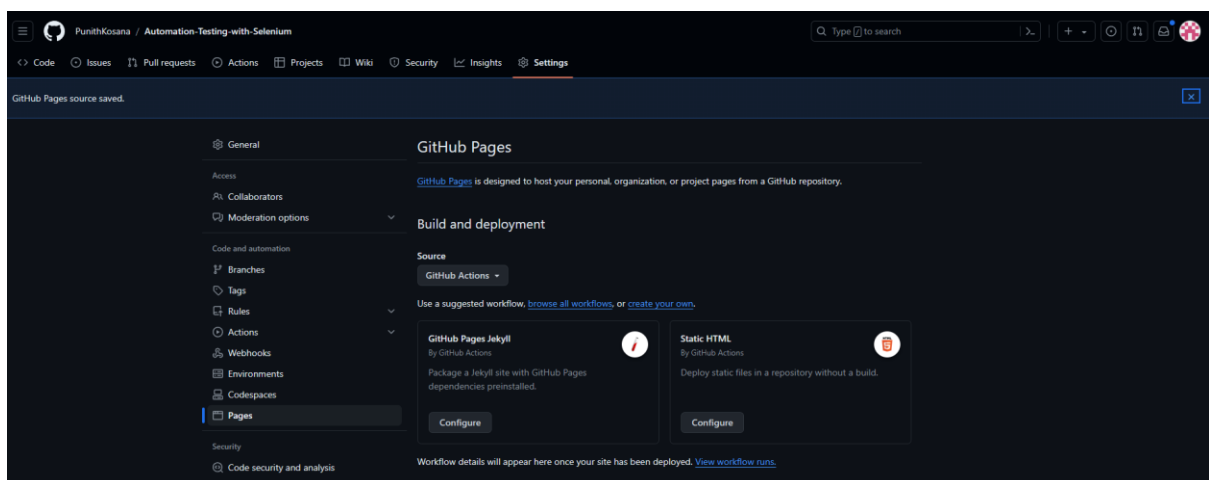 PunithKosana / Automation-Testing-with-Selenium
Type / to search
Code Issues Pull requests Actions Projects Wiki Security Insights Settings
GitHub Pages source saved.
General
Access
Collaborators
Moderation options
Code and automation
Branches
Tags
Rules
Actions
Webhooks
Environments
Codespaces
Pages
Security
Code security and analysis
GitHub Pages
GitHub Pages is designed to host your personal, organization, or project pages from a GitHub repository.
Build and deployment
Source
GitHub Actions
Use a suggested workflow, browse all workflows, or create your own.
GitHub Pages Jekyll
By GitHub Actions
Package a Jekyll site with GitHub Pages
dependencies preinstalled.
Configure
Static HTML
By GitHub Actions
Deploy static files in a repository without a build.
Configure
Workflow details will appear here once your site has been deployed. View workflow runs.